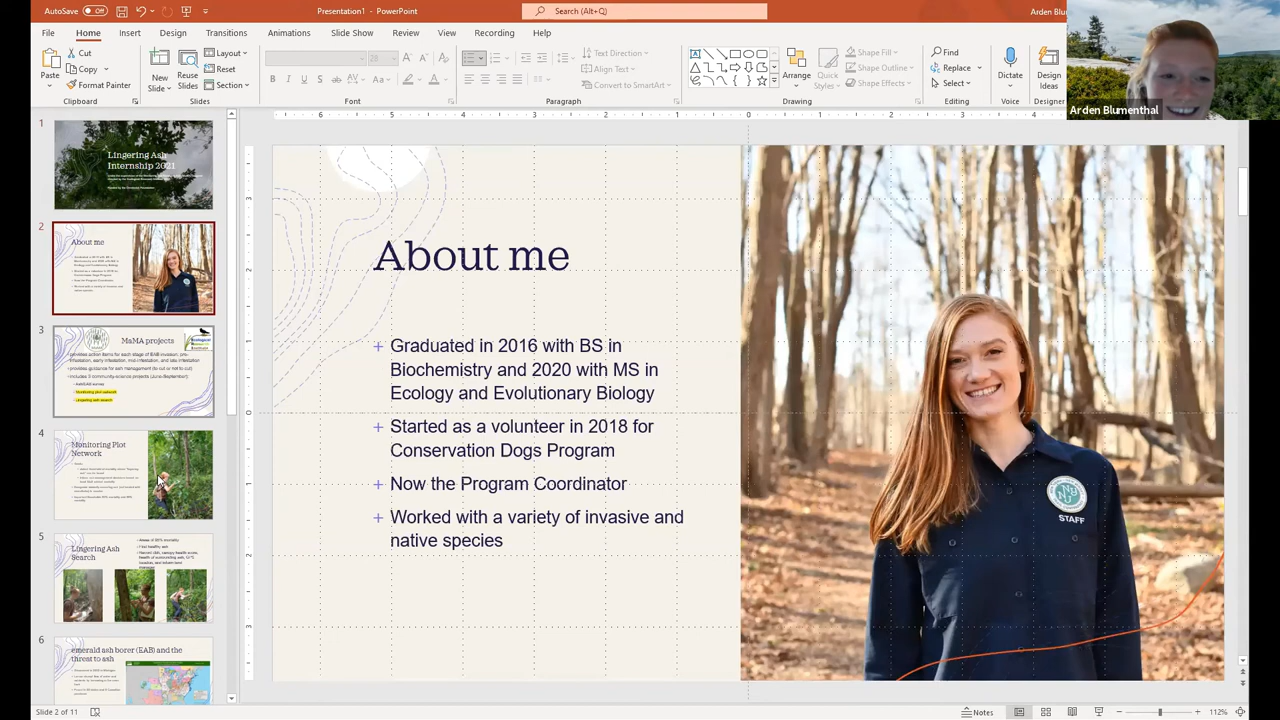 AutoSave
Off
Presentation1 - PowerPoint
Search (Alt+Q)
File
Home
Insert
Design
Transitions
Animations
Slide Show
Review
View
Recording
Help
Paste
Cut
Copy
Format Painter
Clipboard
New
Slide
Reuse
Slides
Layout
Reset
Section
Slides
Font
Text Direction
Align Text
Convert to SmartArt
Paragraph
Arrange
Quick
Styles
Shape Fill
Shape Outline
Shape Effects
Drawing
Find
Replace
Select
Editing
Dictate
Voice
Design
Ideas
Designer
Arden Blumenthal
1
Lingering Ash
Internship 2021
2
About me
3
MaMA projects
4
Monitoring Plot
Network
5
Lingering Ash
Search
6
emerald ash borer (EAB) and the
threat to ash
About me
+ Graduated in 2016 with BS in
Biochemistry and 2020 with MS in
Ecology and Evolutionary Biology
+ Started as a volunteer in 2018 for
Conservation Dogs Program
+ Now the Program Coordinator
+ Worked with a variety of invasive and
native species
STAFF
Slide 2 of 11
Notes
112%